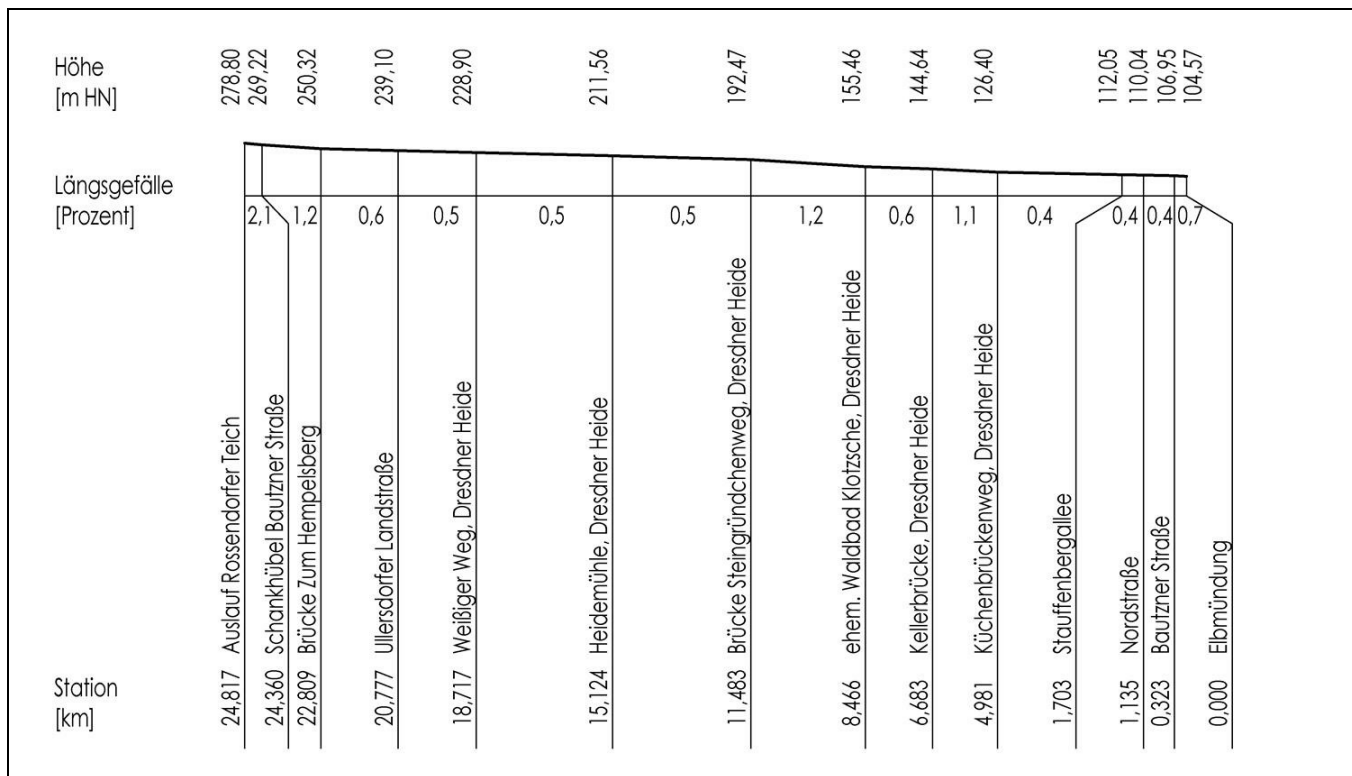 Höhe
[m HN]
278,80
269,22
250,32
239,10
228,90
211,56
192,47
155,46
144,64
126,40
112,05
110,04
106,95
104,57
Längsgefälle
[Prozent]
2,1
1,2
0,6
0,5
0,5
0,5
1,2
0,6
1,1
0,4
0,4
0,4
0,7
Station
[km]
24,817 Auslauf Rossendorfer Teich
24,360 Schankhübel Bautzner Straße
22,809 Brücke Zum Hempelsberg
20,777 Ullersdorfer Landstraße
18,717 Weißiger Weg, Dresdner Heide
15,124 Heidemühle, Dresdner Heide
11,483 Brücke Steingründchenweg, Dresdner Heide
8,466 ehem. Waldbad Klotzsche, Dresdner Heide
6,683 Kellerbrücke, Dresdner Heide
4,981 Küchenbrückenweg, Dresdner Heide
1,703 Stauffenbergallee
1,135 Nordstraße
0,323 Bautzner Straße
0,000 Elbmündung